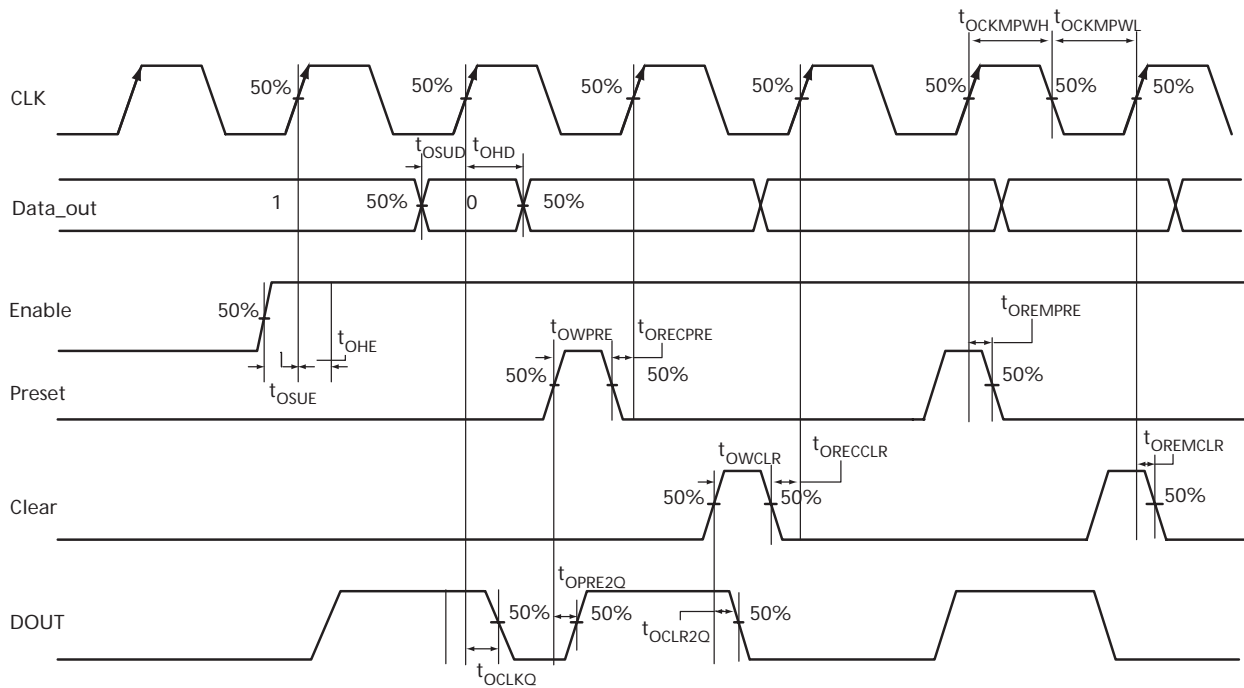 tOCKMPWH tOCKMPWL
CLK 50% 50% 50% 50% 50% 50% 50%
tOSUD tOHD
Data_out 1 50% 0 50%
Enable 50%
tOHE tOWPRE tORECPRE tOREMPRE
tOSUE
Preset 50% 50% 50%
tOWCLR tORECCLR tOREMCLR
Clear 50% 50% 50%
tOPRE2Q
DOUT 50% 50% 50%
tOCLR2Q
tOCLKQ